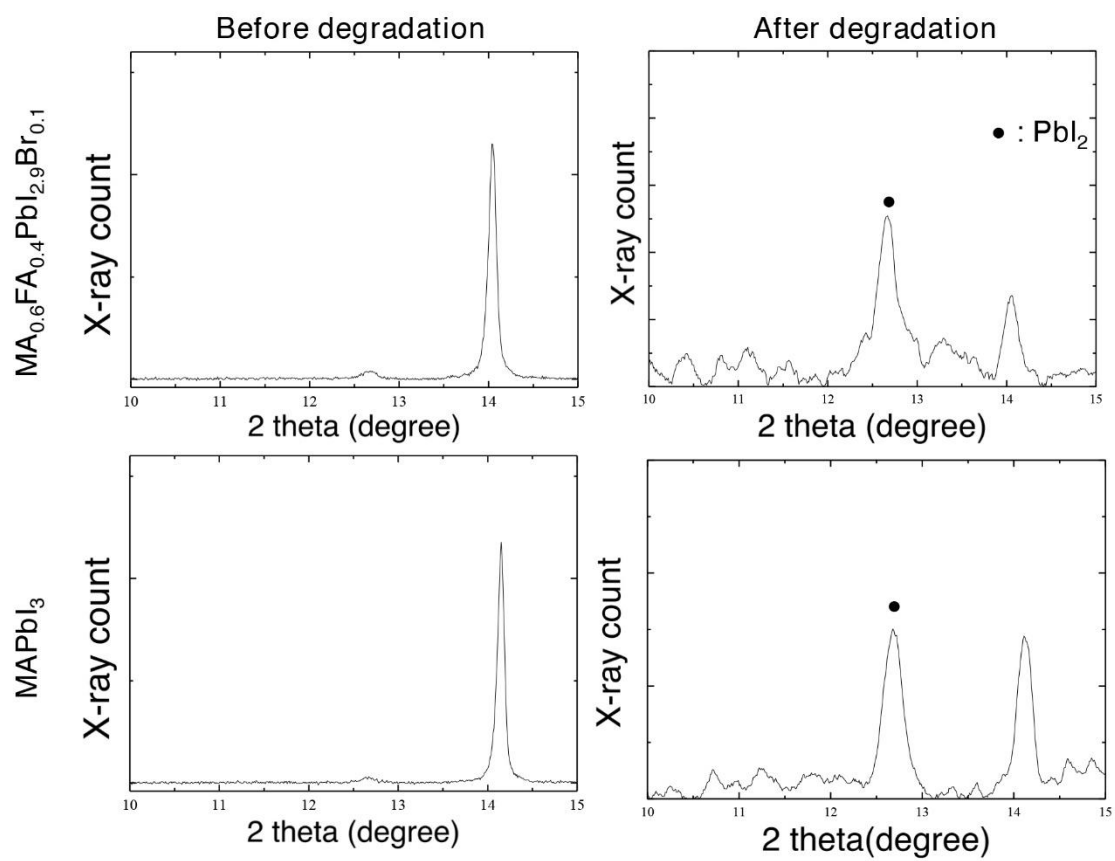 Before degradation
After degradation
MA0.6FA0.4PbI2.9Br0.1
X-ray count
10 11 12 13 14 15
2 theta (degree)
X-ray count
● : PbI2
10 11 12 13 14 15
2 theta (degree)
MAPbI3
X-ray count
10 11 12 13 14 15
2 theta (degree)
X-ray count
10 11 12 13 14 15
2 theta(degree)